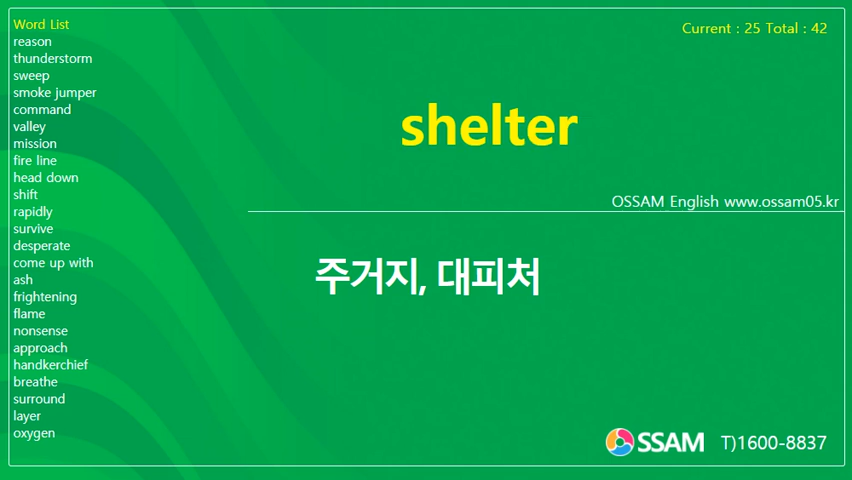 Word List
reason
thunderstorm
sweep
smoke jumper
command
valley
mission
fire line
head down
shift
rapidly
survive
desperate
come up with
ash
frightening
flame
nonsense
approach
handkerchief
breathe
surround
layer
oxygen
Current : 25 Total : 42
shelter
OSSAM English www.ossam05.kr
주거지, 대피처
OSSAM T)1600-8837